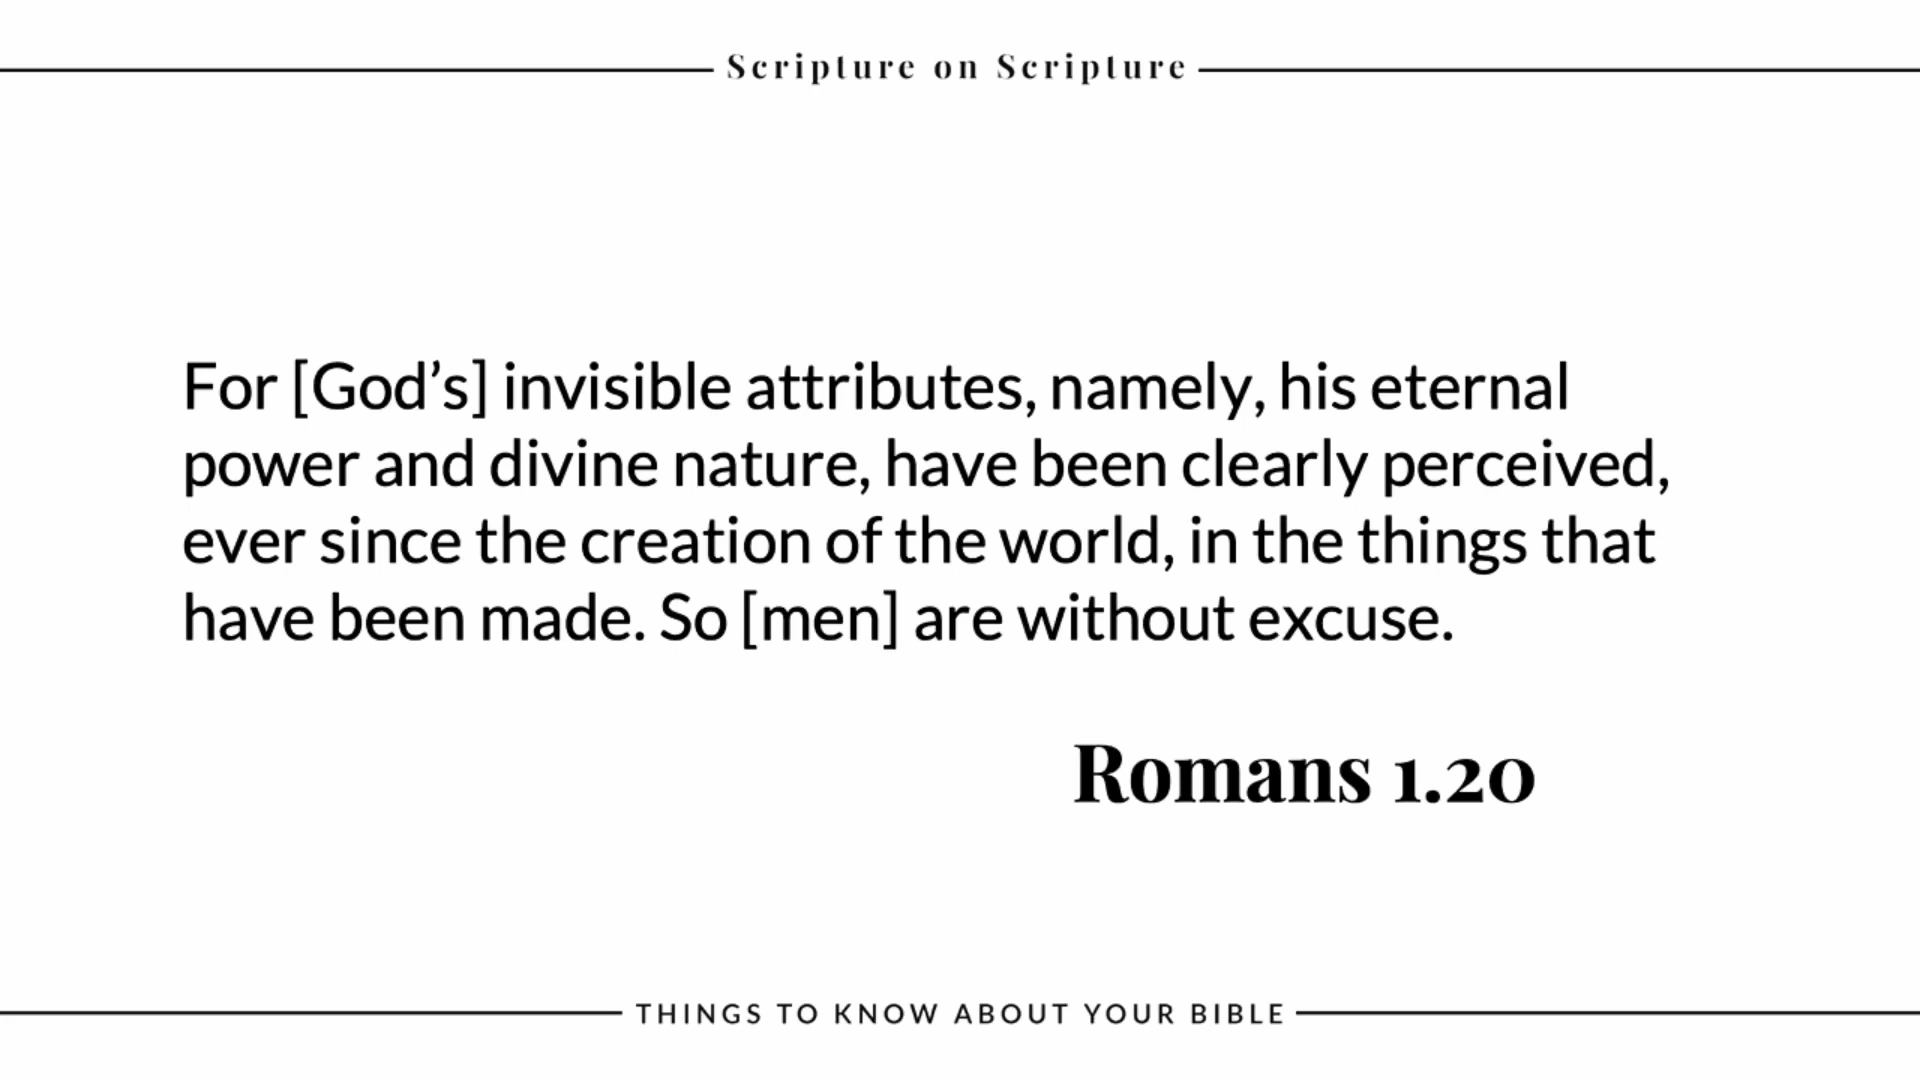 Scripture on Scripture
For [God’s] invisible attributes, namely, his eternal
power and divine nature, have been clearly perceived,
ever since the creation of the world, in the things that
have been made. So [men] are without excuse.
Romans 1.20
THINGS TO KNOW ABOUT YOUR BIBLE